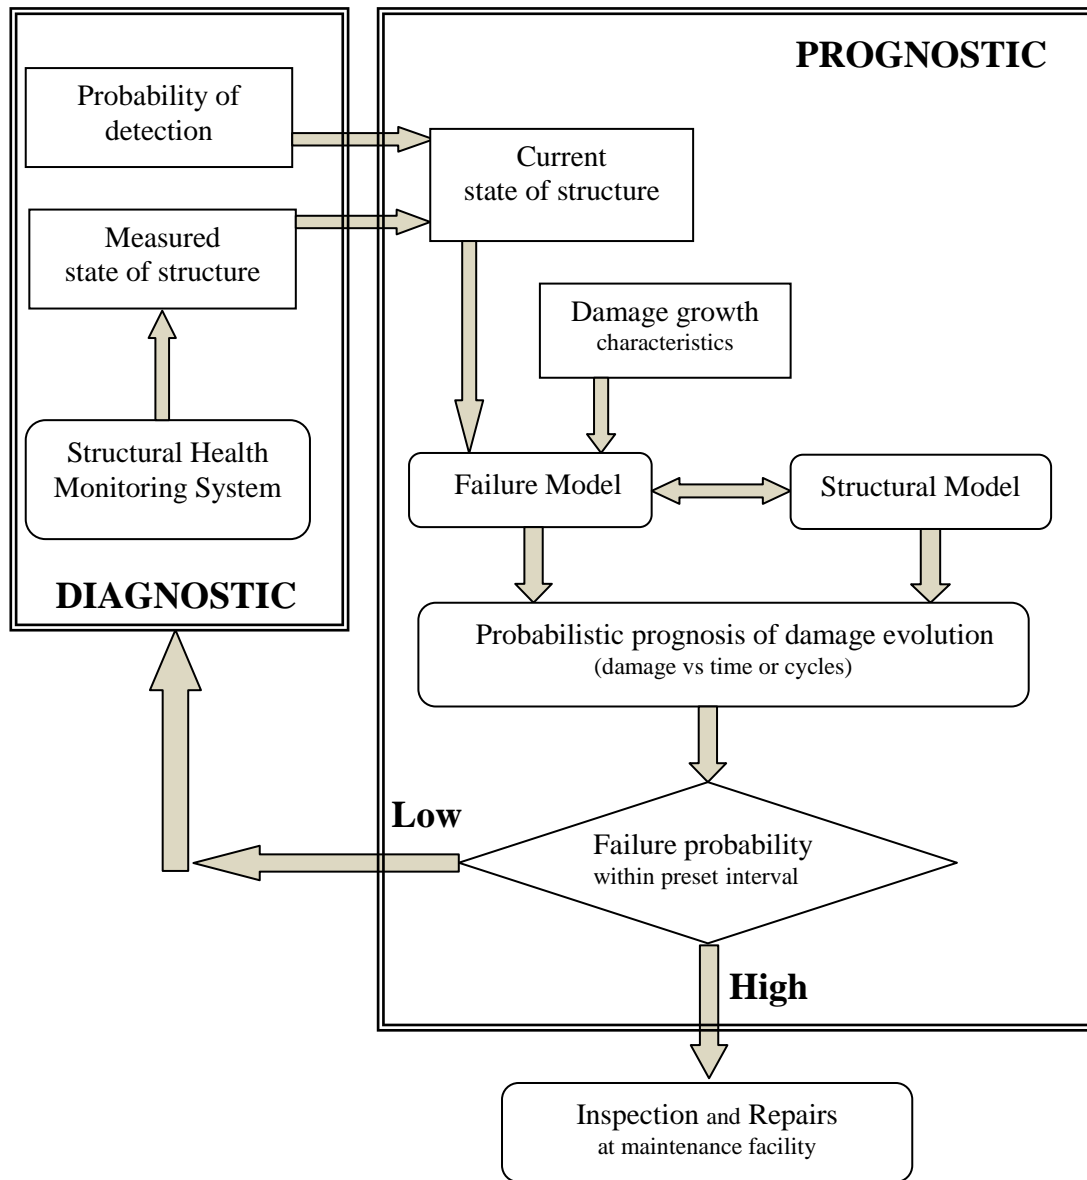 PROGNOSTIC
Probability of
detection
Current
state of structure
Measured
state of structure
Damage growth
characteristics
Structural Health
Monitoring System
Failure Model
Structural Model
DIAGNOSTIC
Probabilistic prognosis of damage evolution
(damage vs time or cycles)
Low
Failure probability
within preset interval
High
Inspection and Repairs
at maintenance facility